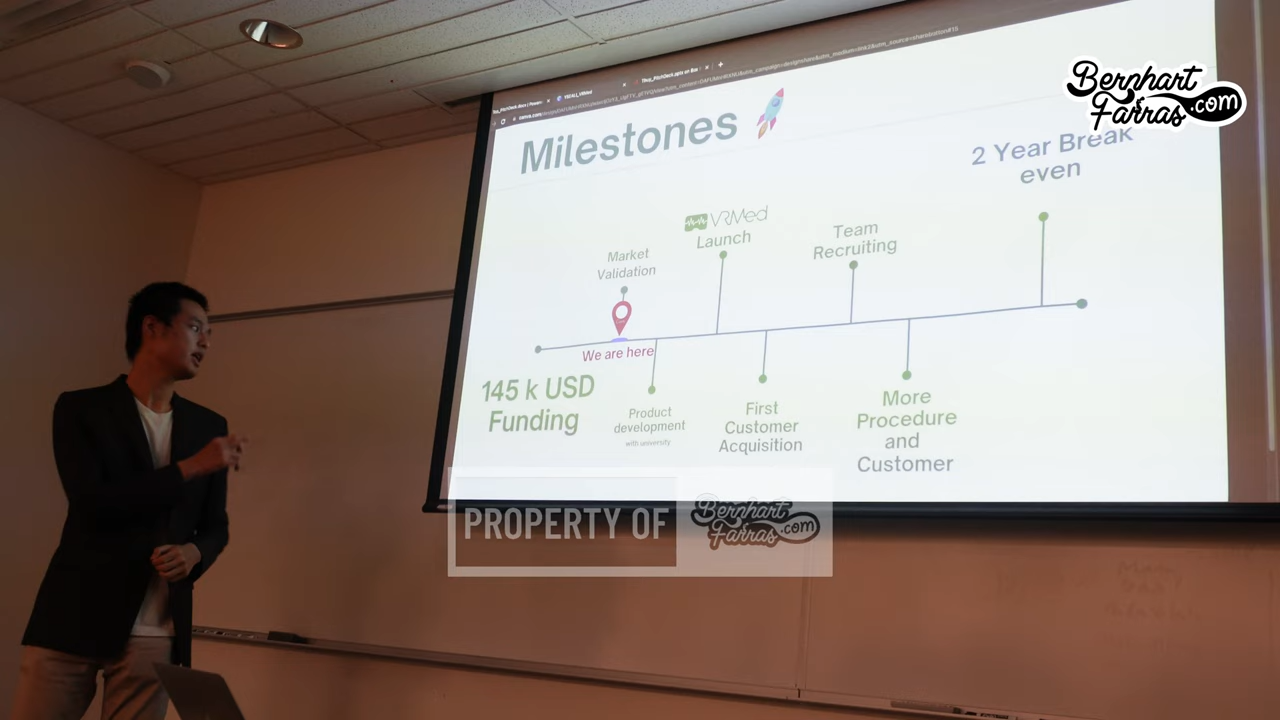 Bernhart
Farras
.com
Milestones
2 Year Break
even
VRMed
Launch
Team
Recruiting
Market
Validation
We are here
145 k USD
Funding
Product
development
with university
First
Customer
Acquisition
More
Procedure
and
Customer
PROPERTY OF
Bernhart
Farras
.com